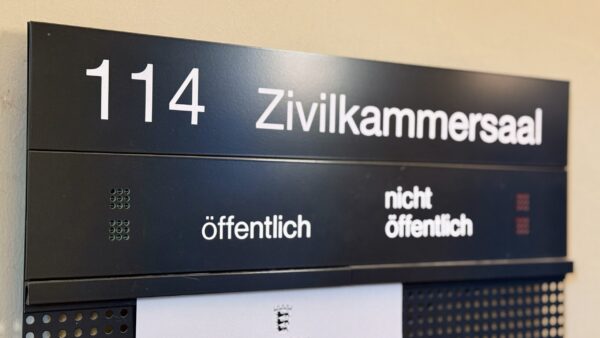 114 Zivilkammersaal
öffentlich
nicht
öffentlich